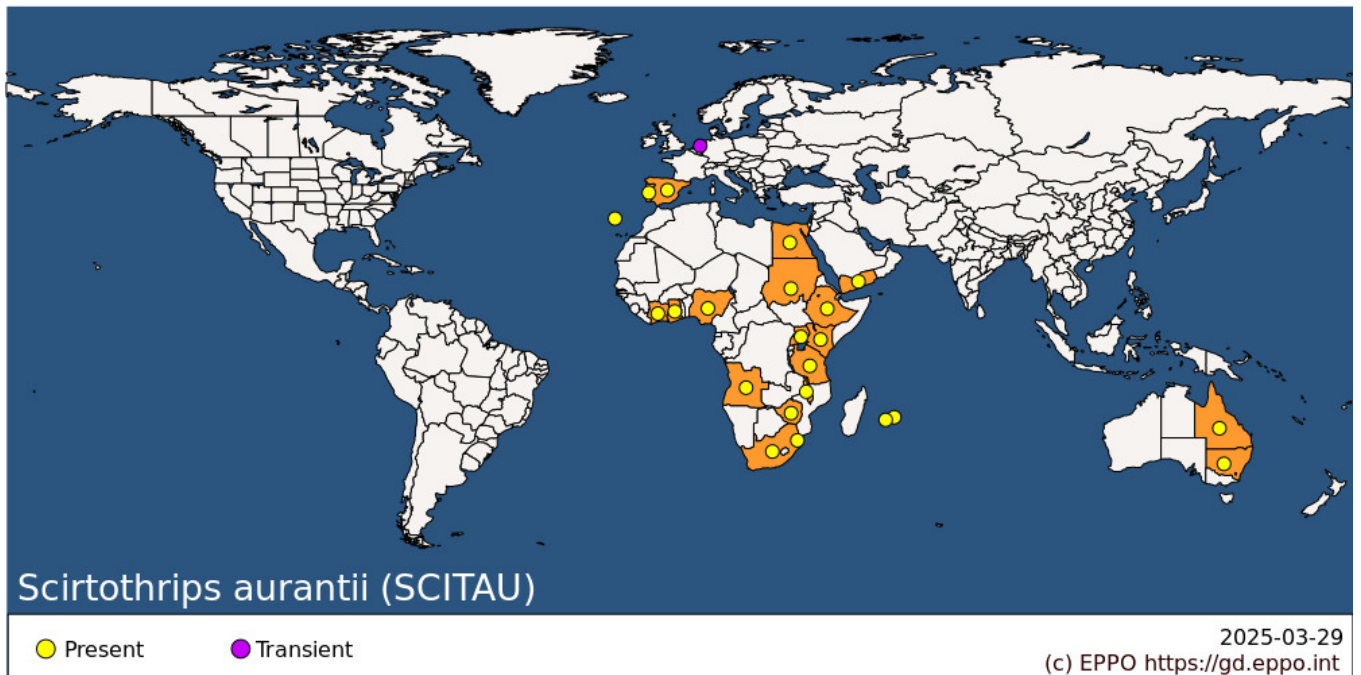 Scirtothrips aurantii (SCITAU)
Present
Transient
2025-03-29
(c) EPPO https://gd.eppo.int